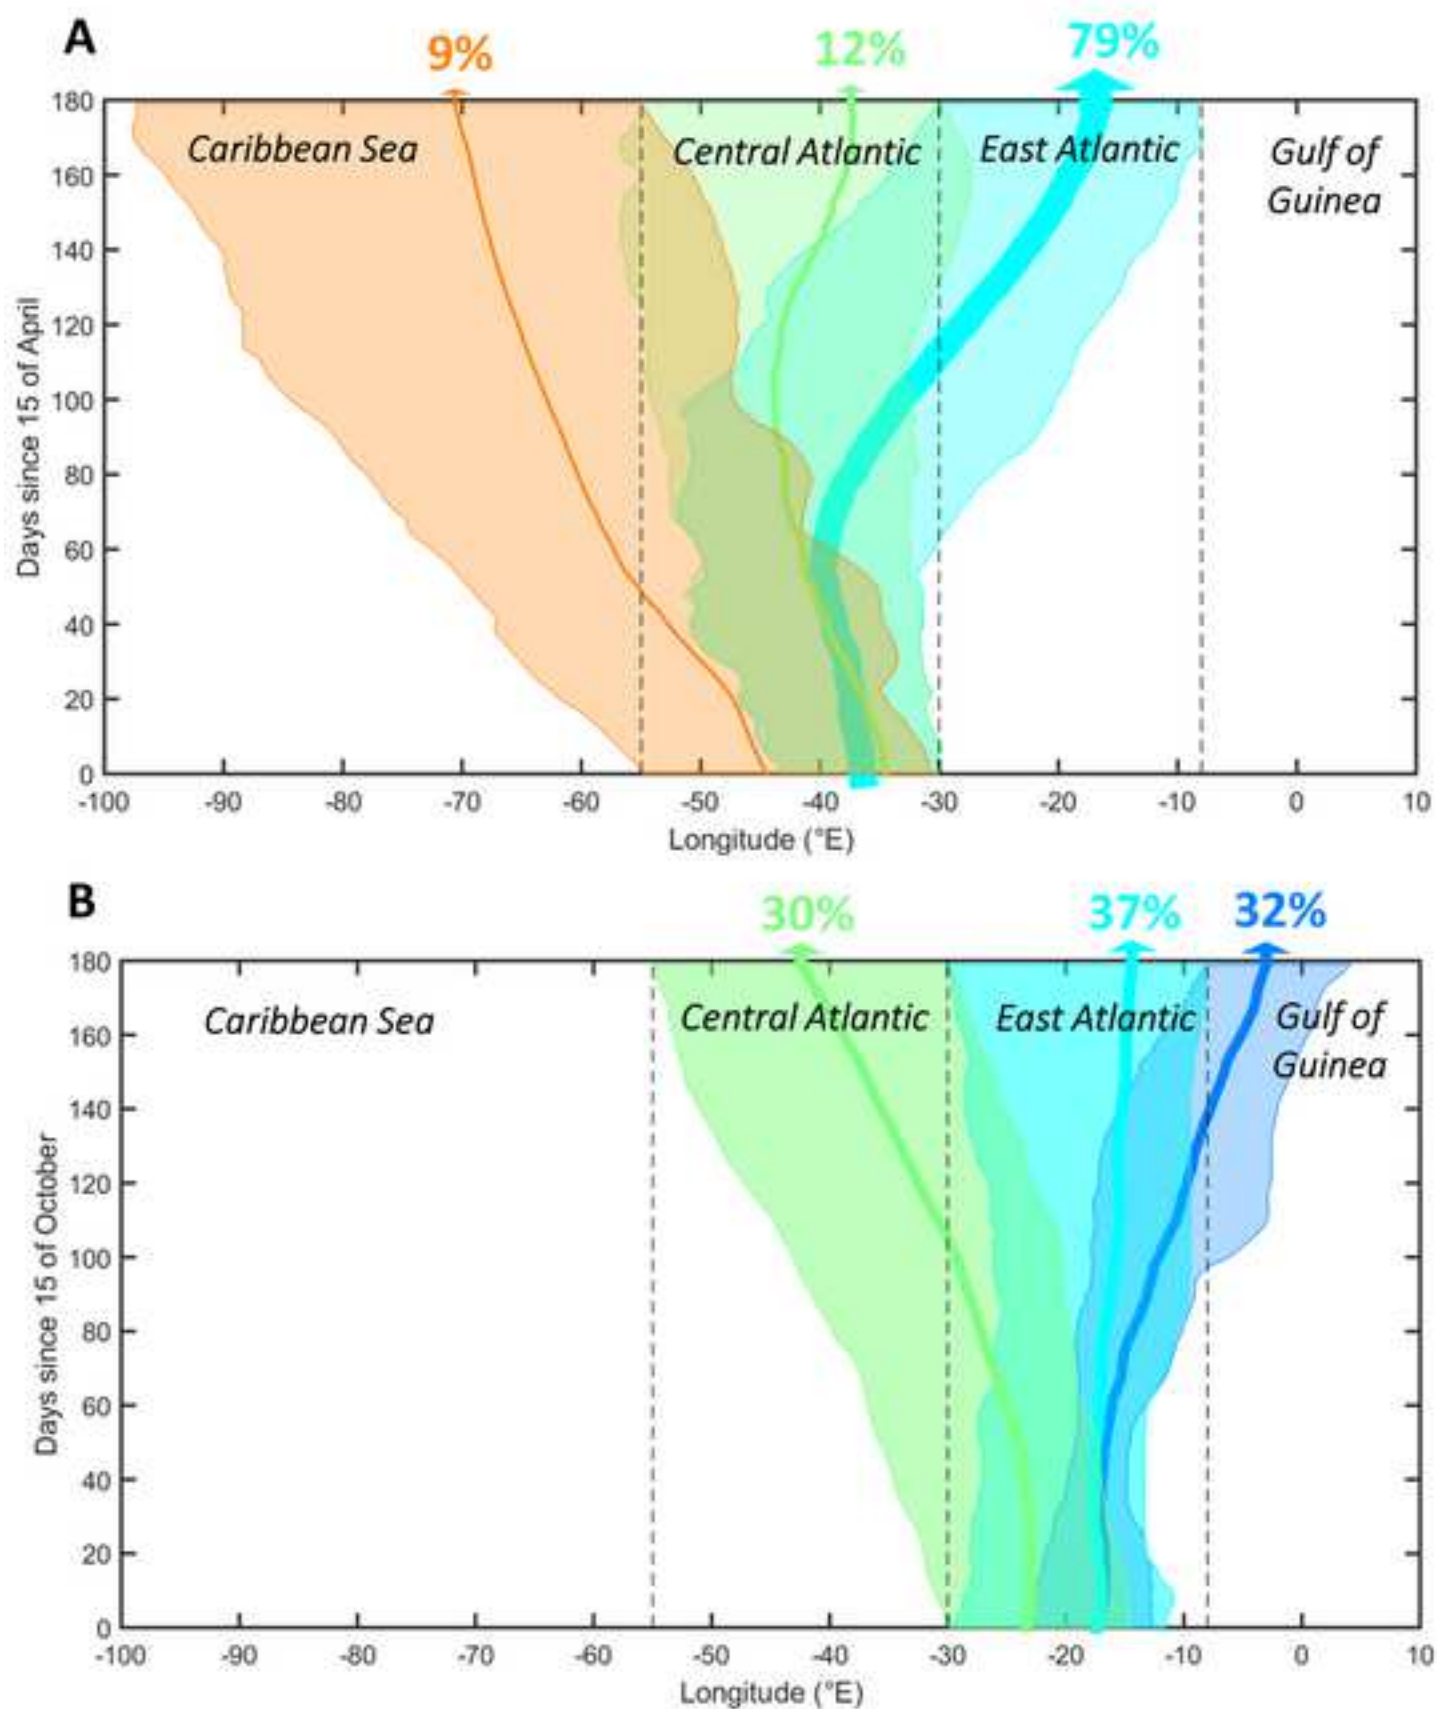 A
9%
12%
79%
180
160
140
120
100
80
60
40
20
0
Caribbean Sea
Central Atlantic
East Atlantic
Gulf of
Guinea
Days since 15 of April
-100 -90 -80 -70 -60 -50 -40 -30 -20 -10 0 10
Longitude (°E)
B
30%
37%
32%
180
160
140
120
100
80
60
40
20
0
Caribbean Sea
Central Atlantic
East Atlantic
Gulf of
Guinea
Days since 15 of October
-100 -90 -80 -70 -60 -50 -40 -30 -20 -10 0 10
Longitude (°E)